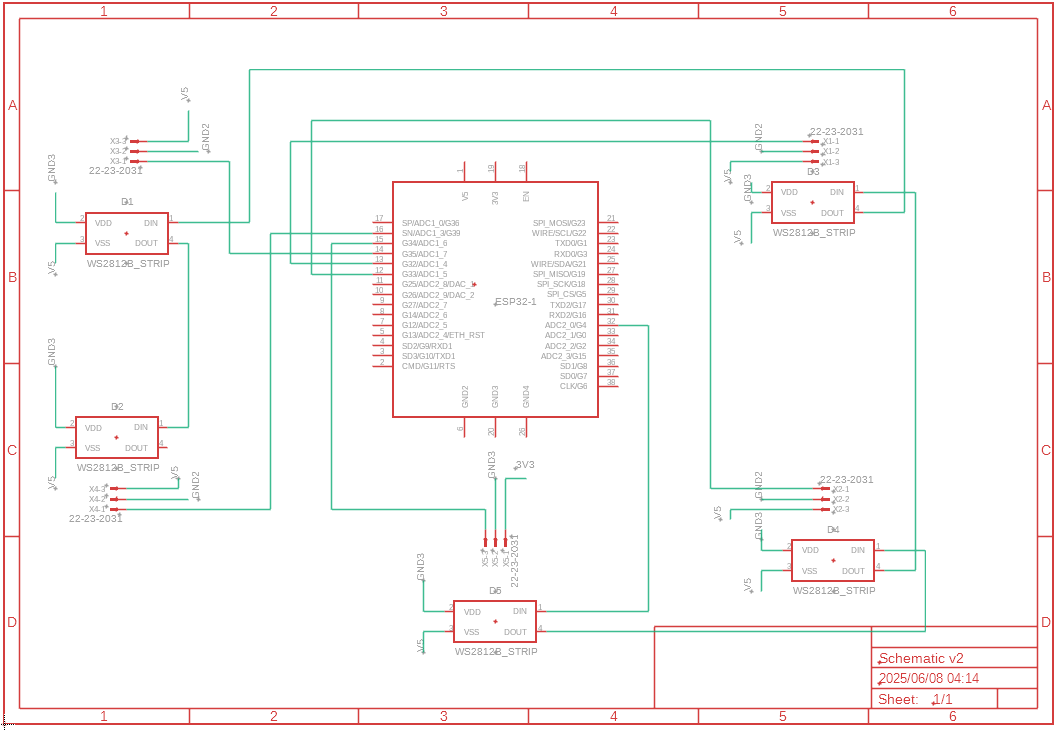 1 2 3 4 5 6
A A
B B
C C
D D
1 2 3 4 5 6
V5
GND2
X3-3
X3-2
X3-1
22-23-2031
GND3
D1
2 VDD DIN 1
3 VSS DOUT 4
WS2812B_STRIP
V5
GND3
D2
2 VDD DIN 1
3 VSS DOUT 4
WS2812B_STRIP
V5
V5
GND2
X4-3
X4-2
X4-1
22-23-2031
1 19 18
V5 3V3 EN
17 SP/ADC1_0/G36
16 SN/ADC1_3/G39
15 G34/ADC1_6
14 G35/ADC1_7
13 G32/ADC1_4
12 G33/ADC1_5
11 G25/ADC2_8/DAC_1
10 G26/ADC2_9/DAC_2
9 G27/ADC2_7
8 G14/ADC2_6
7 G12/ADC2_5
5 G13/ADC2_4/ETH_RST
4 SD2/G9/RXD1
3 SD3/G10/TXD1
2 CMD/G11/RTS
ESP32-1
SPI_MOSI/G23 21
WIRE/SCL/G22 22
TXD0/G1 23
RXD0/G3 24
WIRE/SDA/G21 25
SPI_MISO/G19 27
SPI_SCK/G18 28
SPI_CS/G5 29
TXD2/G17 30
RXD2/G16 31
ADC2_0/G4 32
ADC2_1/G0 33
ADC2_2/G2 34
ADC2_3/G15 35
SD1/G8 36
SD0/G7 37
CLK/G6 38
GND2 GND3 GND4
6 20 26
GND3
3V3
X5-3 X5-2 X5-1
22-23-2031
GND3
D5
2 VDD DIN 1
3 VSS DOUT 4
WS2812B_STRIP
V5
GND2
22-23-2031
X1-1
X1-2
X1-3
V5
GND3
D3
2 VDD DIN 1
3 VSS DOUT 4
WS2812B_STRIP
V5
GND2
22-23-2031
X2-1
X2-2
X2-3
V5
GND3
D4
2 VDD DIN 1
3 VSS DOUT 4
WS2812B_STRIP
V5
Schematic v2
2025/06/08 04:14
Sheet: 1/1